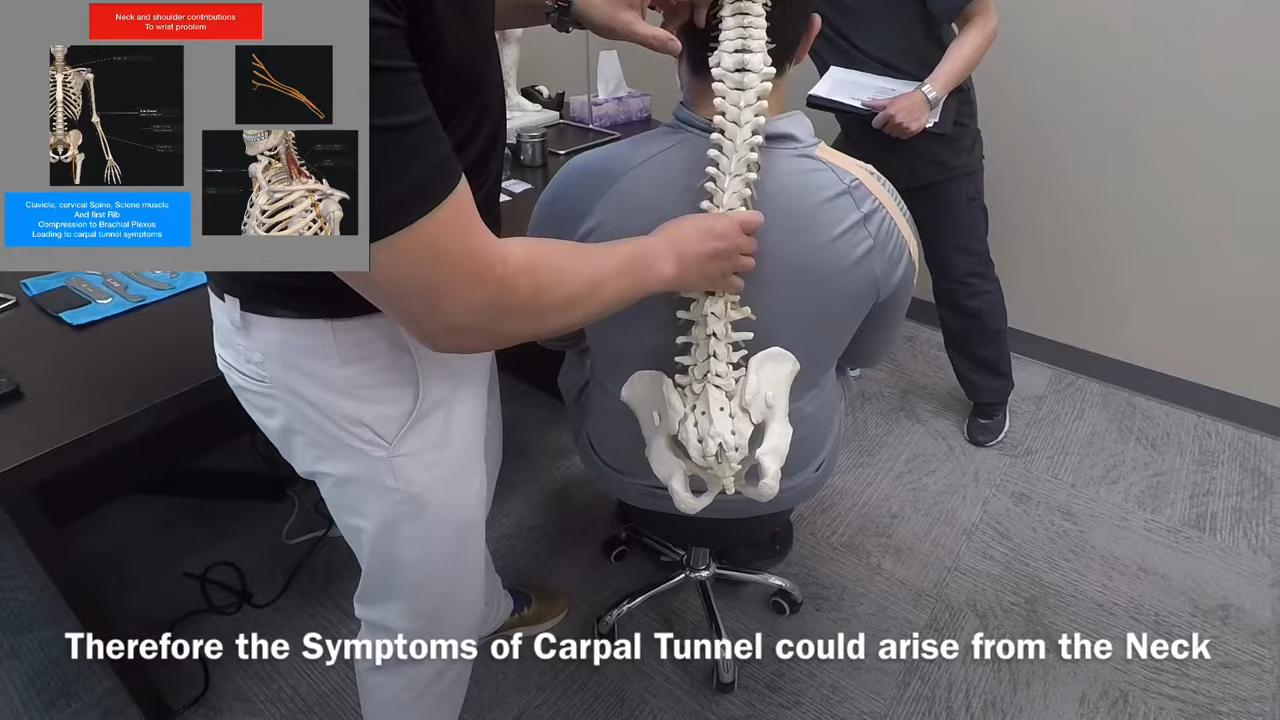 Neck and shoulder contributions
To wrist problem
Clavicle, cervical Spine, Sclene muscle
And first Rib
Compression to Brachial Plexus
Leading to carpal tunnel symptoms
Therefore the Symptoms of Carpal Tunnel could arise from the Neck